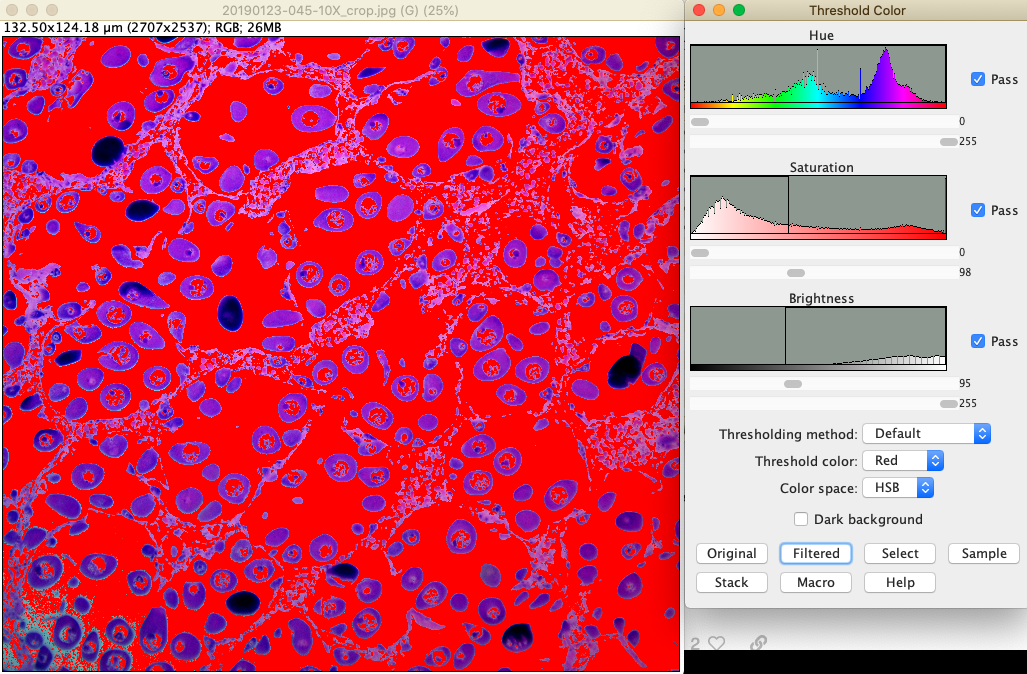 20190123-045-10X_crop.jpg (G) (25%)
132.50x124.18 µm (2707x2537); RGB; 26MB
Threshold Color
Hue
Pass
0
255
Saturation
Pass
0
98
Brightness
Pass
95
255
Thresholding method: Default
Threshold color: Red
Color space: HSB
Dark background
Original Filtered Select Sample
Stack Macro Help
2